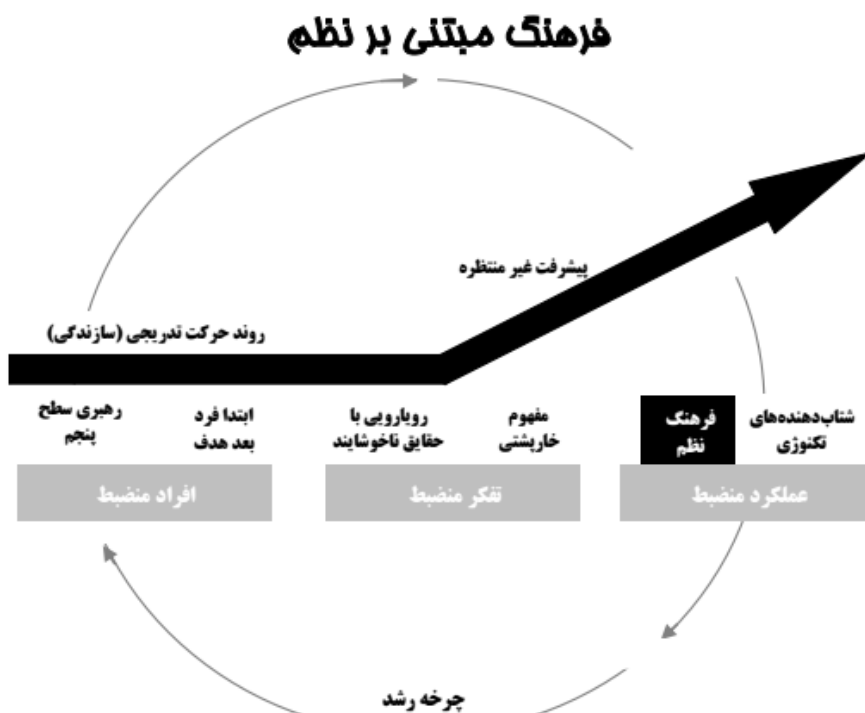 فرهنگ مبتنی بر نظم
پیشرفت غیر منتظره
روند حرکت تدریجی (سازندگی)
رهبری سطح
پنجم
ابتدا فرد
بعد هدف
رویارویی با
حقایق ناخوشایند
مفهوم
خارپشتی
فرهنگ
نظم
شتاب‌دهنده‌های
تکنوژی
افراد منضبط
تفکر منضبط
عملکرد منضبط
چرخه رشد